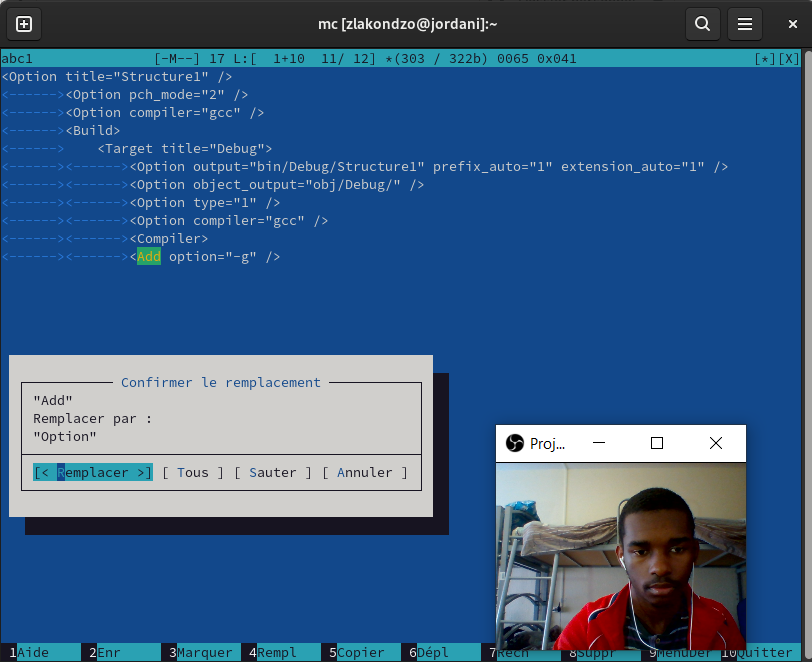 mc [zlakondzo@jordani]:~
abc1 [-M--] 17 L:[ 1+10 11/ 12] *(303 / 322b) 0065 0x041 [*][X]
<Option title="Structure1" />
<------><Option pch_mode="2" />
<------><Option compiler="gcc" />
<------><Build>
<------>    <Target title="Debug">
<------><------><Option output="bin/Debug/Structure1" prefix_auto="1" extension_auto="1" />
<------><------><Option object_output="obj/Debug/" />
<------><------><Option type="1" />
<------><------><Option compiler="gcc" />
<------><------><Compiler>
<------><------><Add option="-g" />
Confirmer le remplacement
"Add"
Remplacer par :
"Option"
[< Remplacer >] [ Tous ] [ Sauter ] [ Annuler ]
Proj...
1Aide 2Enr 3Marquer 4Rempl 5Copier 6Dépl 7Rech 8Suppr 9MenuDér 10Quitter